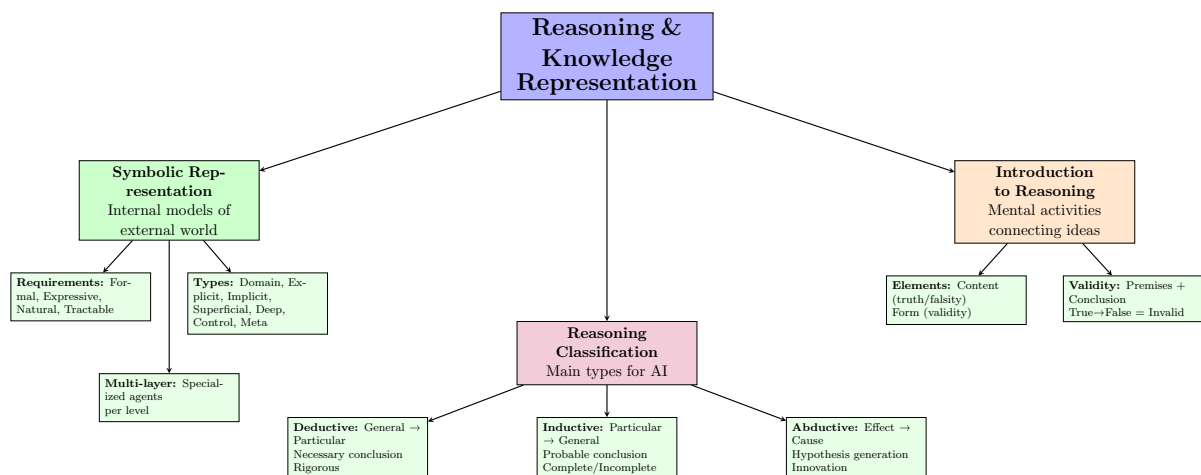 Reasoning &
Knowledge
Representation
Symbolic Rep-
resentation
Internal models of
external world
Introduction
to Reasoning
Mental activities
connecting ideas
Requirements: For-
mal, Expressive,
Natural, Tractable
Types: Domain, Ex-
plicit, Implicit,
Superficial, Deep,
Control, Meta
Elements: Content
(truth/falsity)
Form (validity)
Validity: Premises +
Conclusion
True→False = Invalid
Reasoning
Classification
Main types for AI
Multi-layer: Special-
ized agents
per level
Deductive: General →
Particular
Necessary conclusion
Rigorous
Inductive: Particular
→ General
Probable conclusion
Complete/Incomplete
Abductive: Effect →
Cause
Hypothesis generation
Innovation